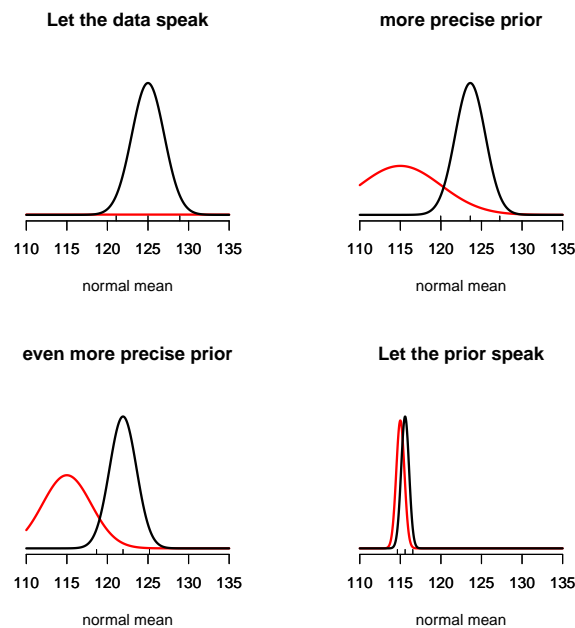 Let the data speak
110 115 120 125 130 135
normal mean
more precise prior
110 115 120 125 130 135
normal mean
even more precise prior
110 115 120 125 130 135
normal mean
Let the prior speak
110 115 120 125 130 135
normal mean